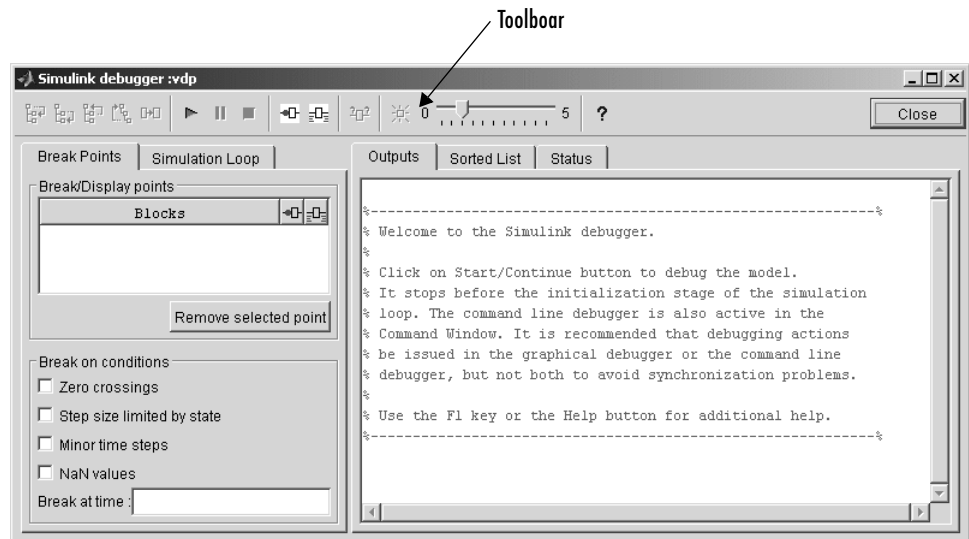 Toolboar
Simulink debugger :vdp
0 5 ? Close
Break Points Simulation Loop
Break/Display points
Blocks
Remove selected point
Break on conditions
Zero crossings
Step size limited by state
Minor time steps
NaN values
Break at time :
Outputs Sorted List Status
%----------------------------------------------------------------%
% Welcome to the Simulink debugger.
%
% Click on Start/Continue button to debug the model.
% It stops before the initialization stage of the simulation
% loop. The command line debugger is also active in the
% Command Window. It is recommended that debugging actions
% be issued in the graphical debugger or the command line
% debugger, but not both to avoid synchronization problems.
%
% Use the F1 key or the Help button for additional help.
%----------------------------------------------------------------%